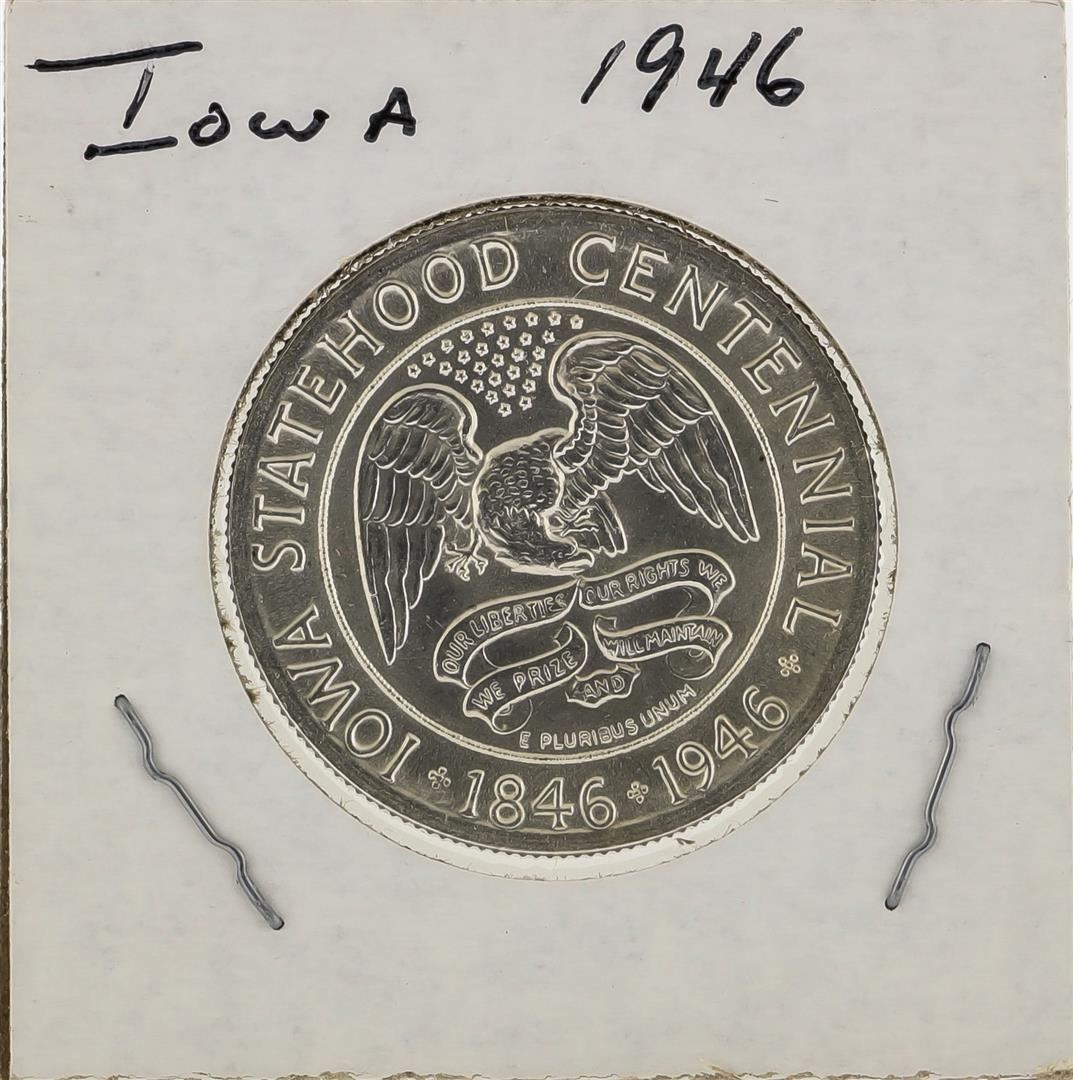 IOWA 1946
IOWA STATEHOOD CENTENNIAL
1846 1946
OUR LIBERTIES
WE PRIZE
AND
OUR RIGHTS WE
WILL MAINTAIN
E PLURIBUS UNUM